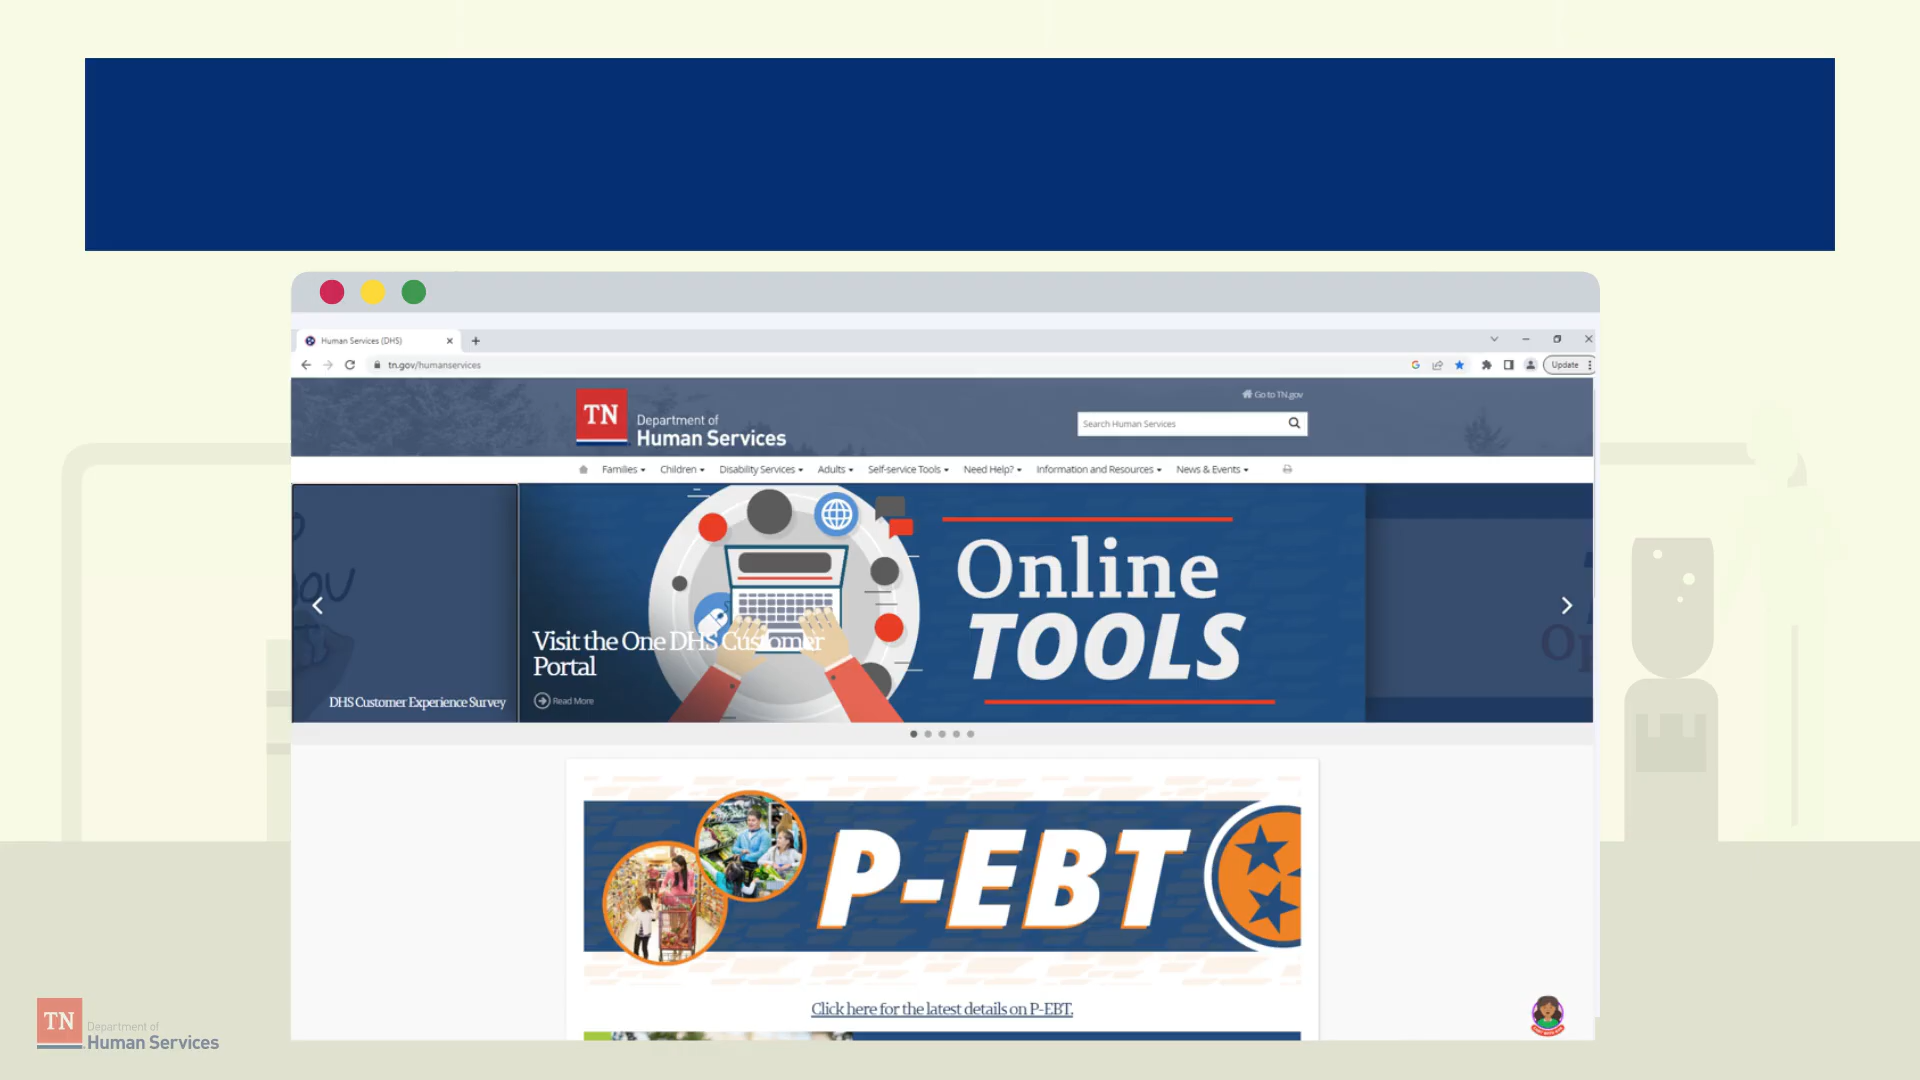 Human Services (DHS)
tn.gov/humanservices
Update
Go to TN.gov
TN
Department of
Human Services
Search Human Services
Families
Children
Disability Services
Adults
Self-service Tools
Need Help?
Information and Resources
News & Events
DHS Customer Experience Survey
Visit the One DHS Customer
Portal
Read More
Online
TOOLS
P-EBT
Click here for the latest details on P-EBT.
TN
Department of
Human Services